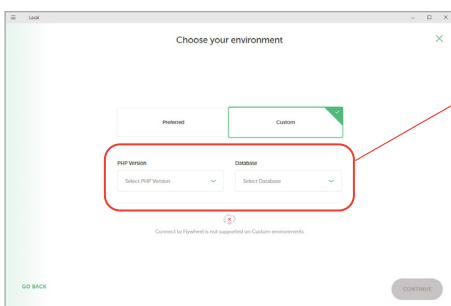 Local
Choose your environment
Preferred
Custom
PHP Version
Database
Select PHP Version
Select Database
Connect to Flywheel is not supported on Custom environments.
GO BACK
CONTINUE